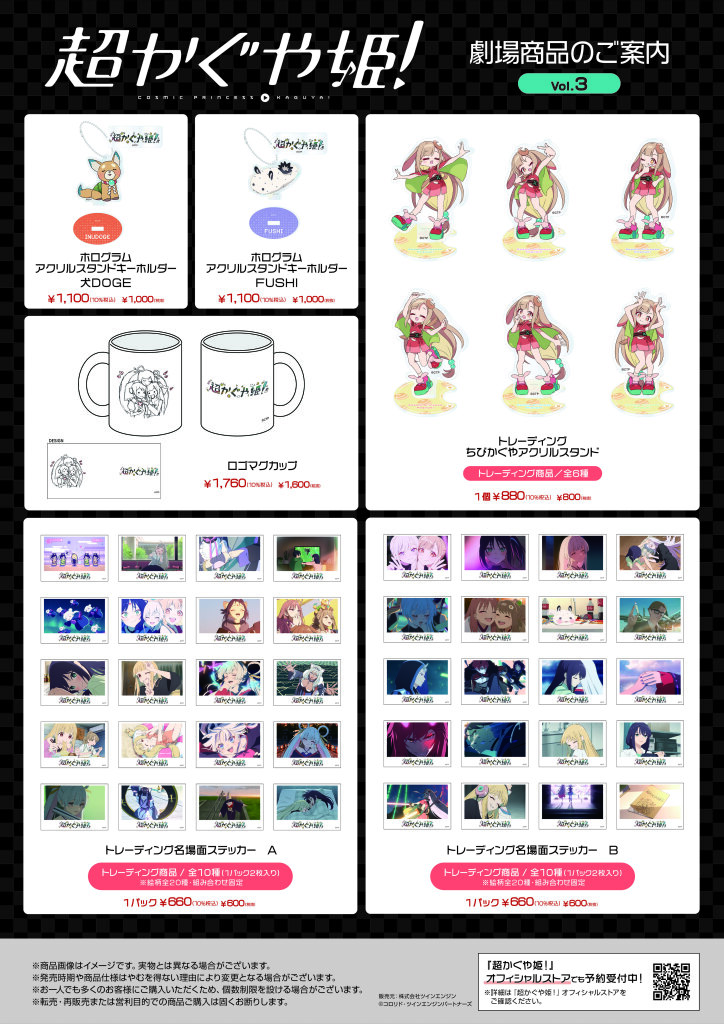 超かぐや姫!
COSMIC PRINCESS KAGUYA!
劇場商品のご案内
Vol.3
超かぐや姫!
INUDOGE
ホログラム
アクリルスタンドキーホルダー
犬DOGE
¥1,100(10%税込) ¥1,000(税抜)
超かぐや姫!
FUSHI
ホログラム
アクリルスタンドキーホルダー
FUSHI
¥1,100(10%税込) ¥1,000(税抜)
トレーディング
ちびかぐやアクリルスタンド
トレーディング商品/全6種
1個¥880(10%税込) ¥800(税抜)
超かぐや姫!
DESIGN
超かぐや姫!
ロゴマグカップ
¥1,760(10%税込) ¥1,600(税抜)
トレーディング名場面ステッカー A
トレーディング商品 / 全10種(1パック2枚入り)
※絵柄全20種・組み合わせ固定
1パック¥660(10%税込) ¥600(税抜)
トレーディング名場面ステッカー B
トレーディング商品 / 全10種(1パック2枚入り)
※絵柄全20種・組み合わせ固定
1パック¥660(10%税込) ¥600(税抜)
※商品画像はイメージです。実物とは異なる場合がございます。
※発売時期や商品仕様はやむを得ない理由により変更となる場合がございます。
※お一人でも多くのお客様にご購入いただくため、個数制限を設ける場合がございます。
※転売・再販売または営利目的での商品ご購入は固くお断りします。
販売元:株式会社ツインエンジン
©コロリド・ツインエンジンパートナーズ
『超かぐや姫!』
オフィシャルストアでも予約受付中!
※詳細は『超かぐや姫!』オフィシャルストアを
ご確認ください。